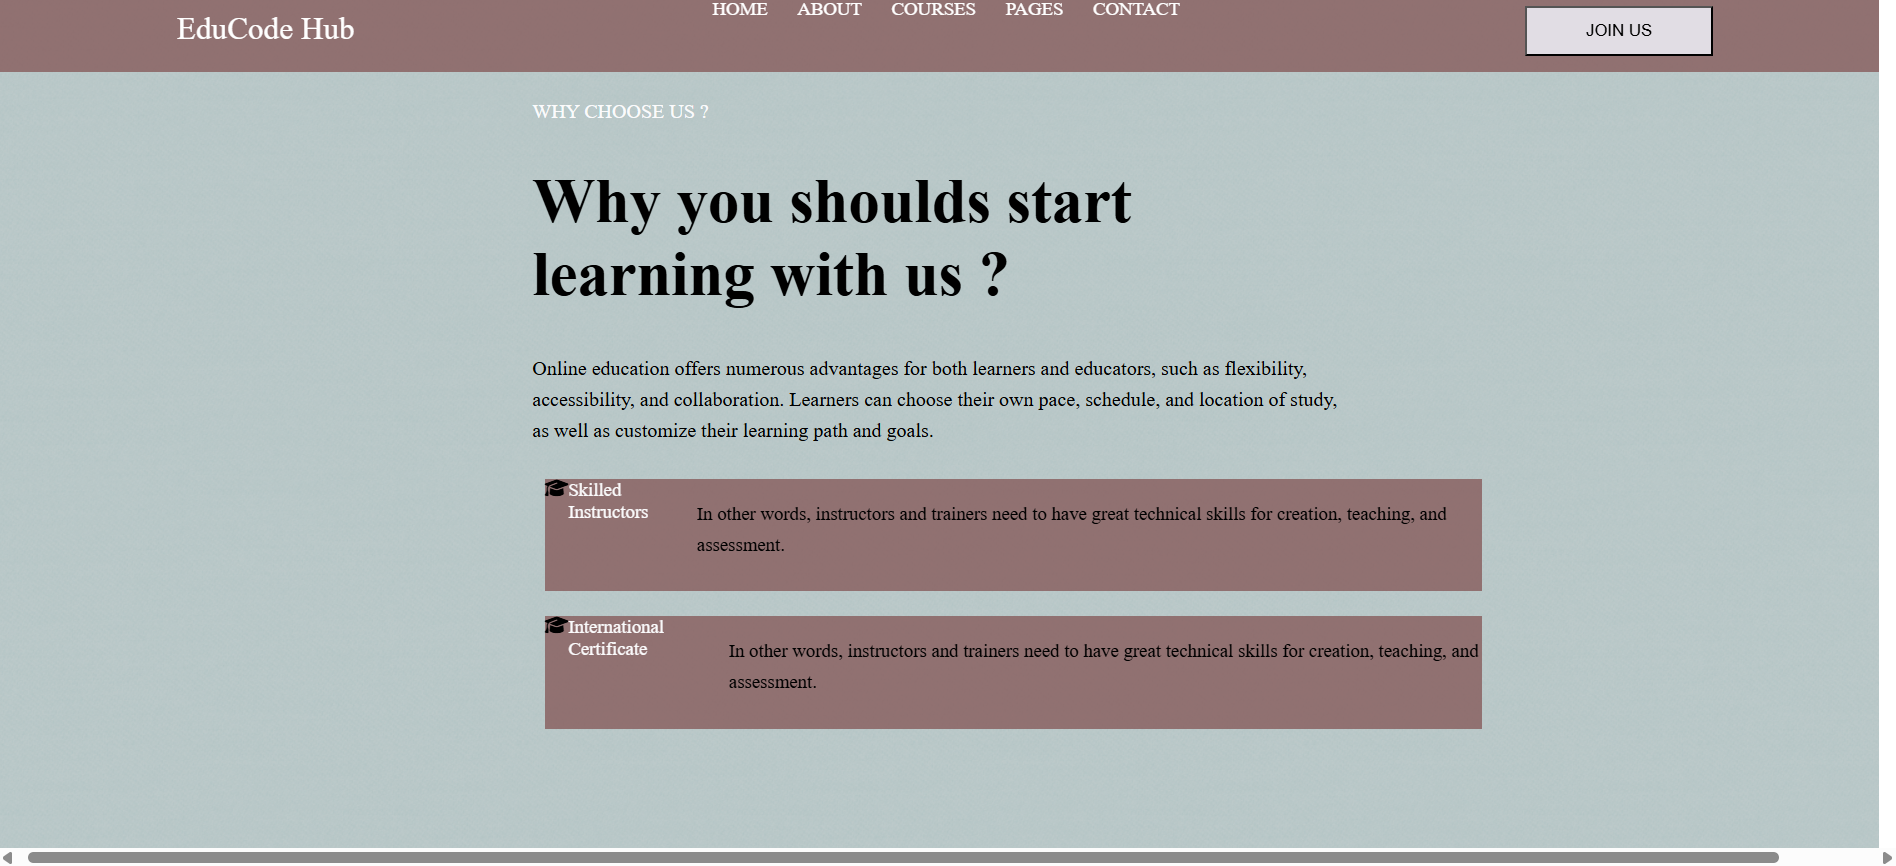 EduCode Hub
HOME ABOUT COURSES PAGES CONTACT
JOIN US
WHY CHOOSE US ?
Why you shoulds start
learning with us ?
Online education offers numerous advantages for both learners and educators, such as flexibility,
accessibility, and collaboration. Learners can choose their own pace, schedule, and location of study,
as well as customize their learning path and goals.
Skilled
Instructors
In other words, instructors and trainers need to have great technical skills for creation, teaching, and
assessment.
International
Certificate
In other words, instructors and trainers need to have great technical skills for creation, teaching, and
assessment.